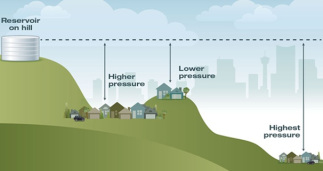 Reservoir
on hill
Higher
pressure
Lower
pressure
Highest
pressure